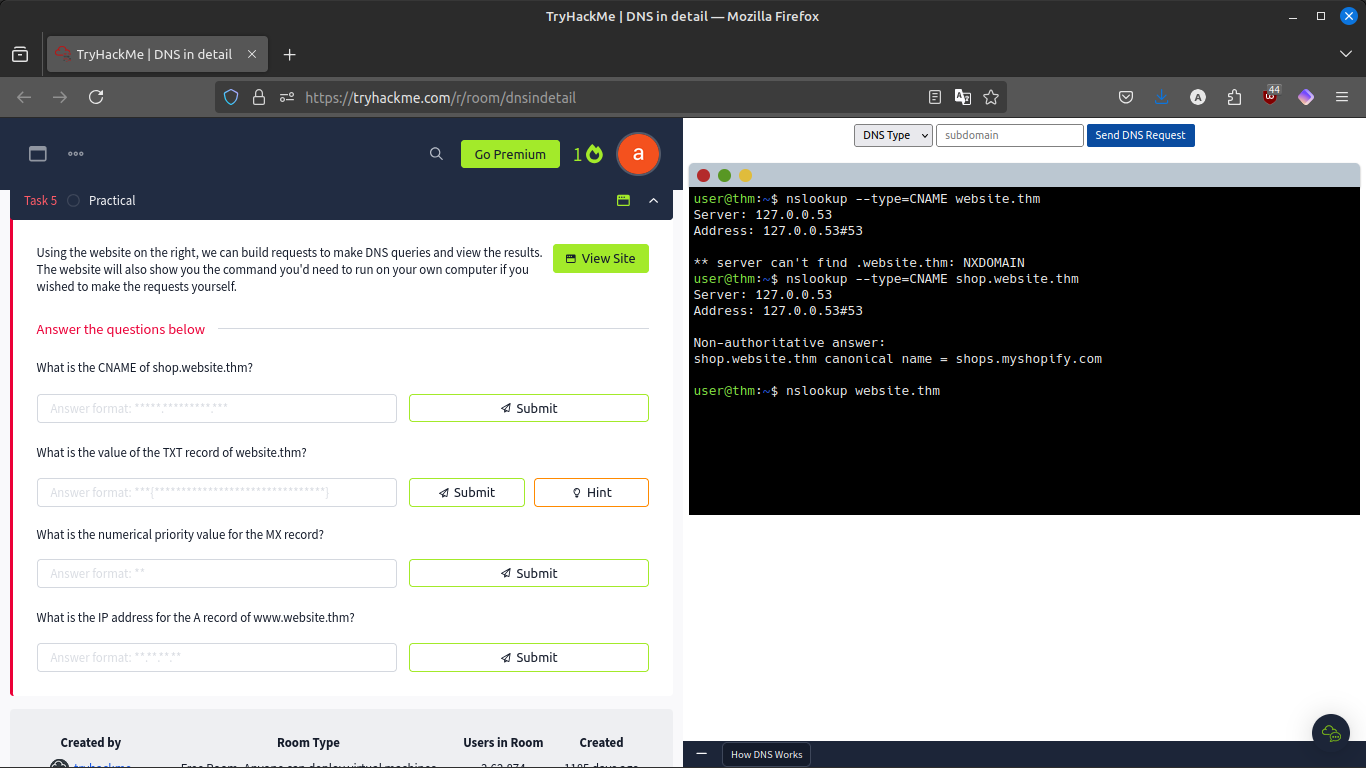 TryHackMe | DNS in detail — Mozilla Firefox
TryHackMe | DNS in detail
https://tryhackme.com/r/room/dnsindetail
A
44
Go Premium
1
a
Task 5 Practical
Using the website on the right, we can build requests to make DNS queries and view the results.
The website will also show you the command you'd need to run on your own computer if you
wished to make the requests yourself.
View Site
Answer the questions below
What is the CNAME of shop.website.thm?
Answer format: *****.*********.***
Submit
What is the value of the TXT record of website.thm?
Submit
Hint
What is the numerical priority value for the MX record?
Answer format: **
Submit
What is the IP address for the A record of www.website.thm?
Answer format: **.**.**.**
Submit
Created by
Room Type
Users in Room
Created
tryhackme
DNS Type
subdomain
Send DNS Request
user@thm:~$ nslookup --type=CNAME website.thm
Server: 127.0.0.53
Address: 127.0.0.53#53
** server can't find .website.thm: NXDOMAIN
user@thm:~$ nslookup --type=CNAME shop.website.thm
Server: 127.0.0.53
Address: 127.0.0.53#53
Non-authoritative answer:
shop.website.thm canonical name = shops.myshopify.com
user@thm:~$ nslookup website.thm
How DNS Works